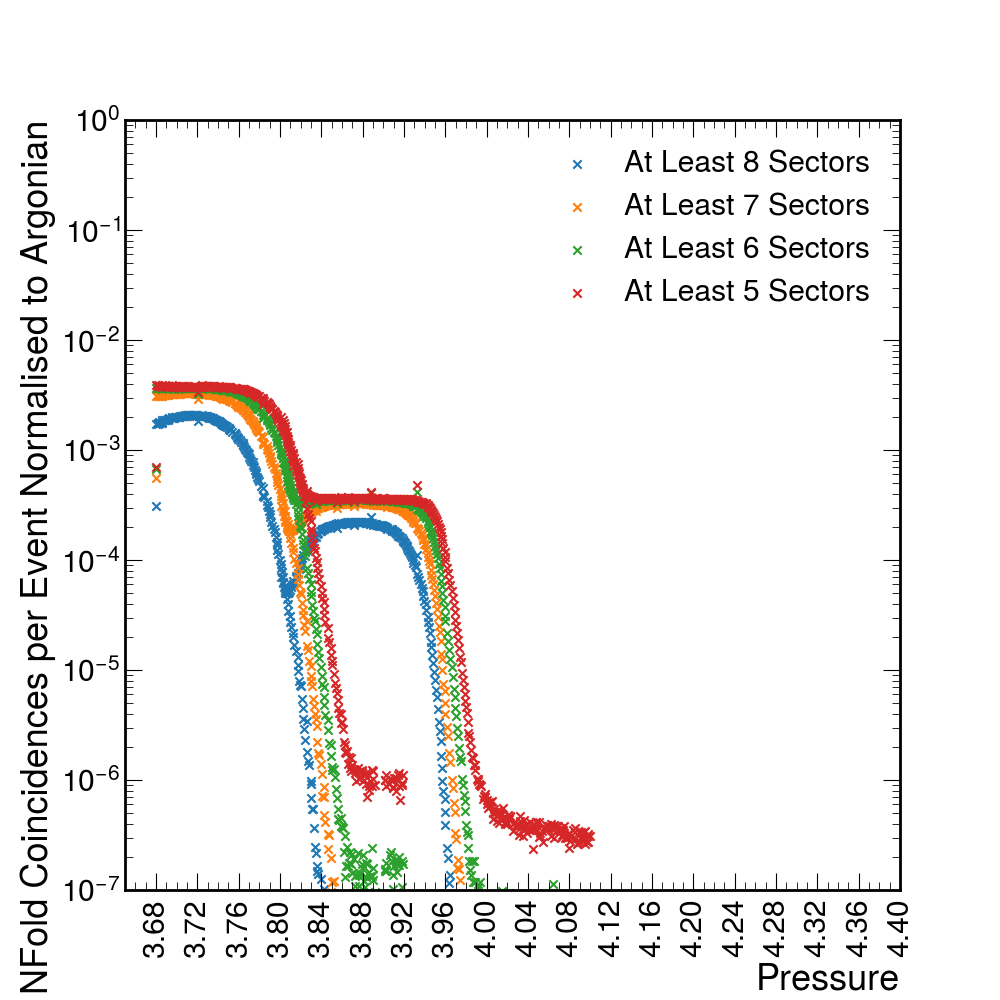 NFold Coincidences per Event Normalised to Argonian
10^0
10^−1
10^−2
10^−3
10^−4
10^−5
10^−6
10^−7
At Least 8 Sectors
At Least 7 Sectors
At Least 6 Sectors
At Least 5 Sectors
3.68 3.72 3.76 3.80 3.84 3.88 3.92 3.96 4.00 4.04 4.08 4.12 4.16 4.20 4.24 4.28 4.32 4.36 4.40
Pressure